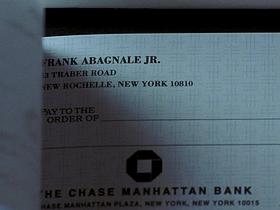 FRANK ABAGNALE JR.
3 TRABER ROAD
NEW ROCHELLE, NEW YORK 10810
PAY TO THE
ORDER OF
THE CHASE MANHATTAN BANK
CHASE MANHATTAN PLAZA, NEW YORK, NEW YORK 10015